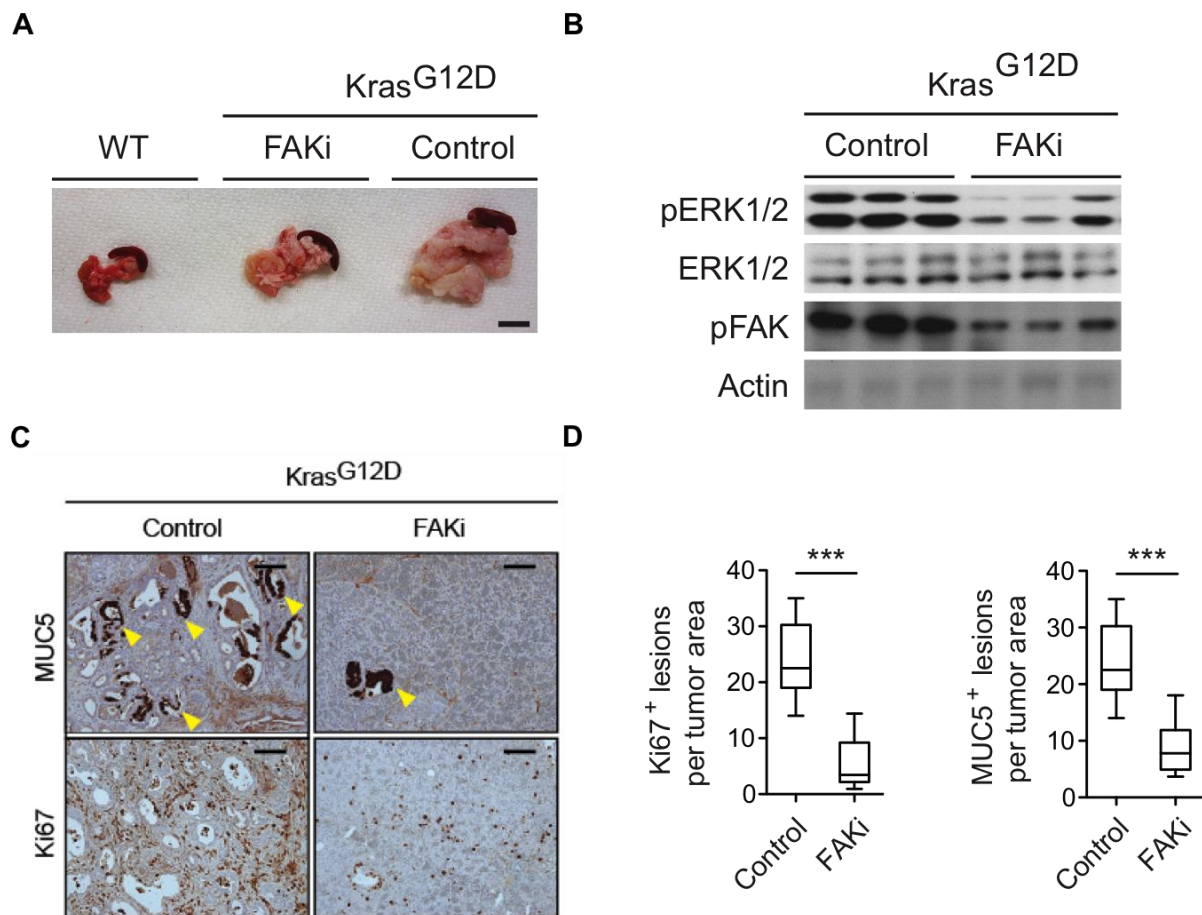 A
Kras^G12D
WT FAKi Control
B
Kras^G12D
Control FAKi
pERK1/2
ERK1/2
pFAK
Actin
C
Kras^G12D
Control FAKi
MUC5
Ki67
D
Ki67⁺ lesions
per tumor area
40
30
20
10
0
***
Control FAKi
MUC5⁺ lesions
per tumor area
40
30
20
10
0
***
Control FAKi